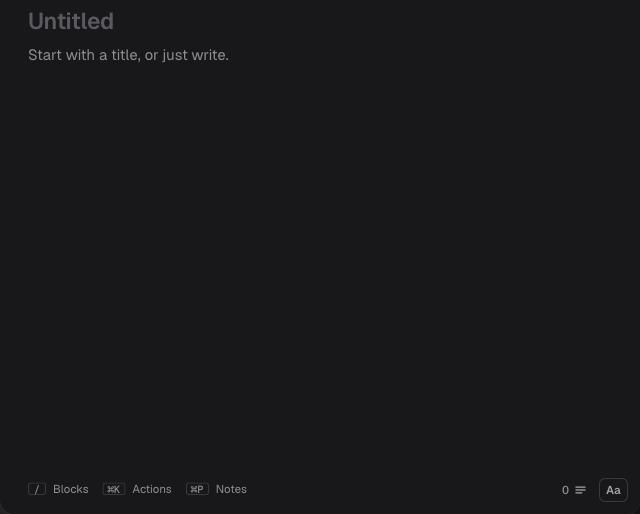 Untitled
Start with a title, or just write.
/ Blocks ⌘K Actions ⌘P Notes 0 Aa